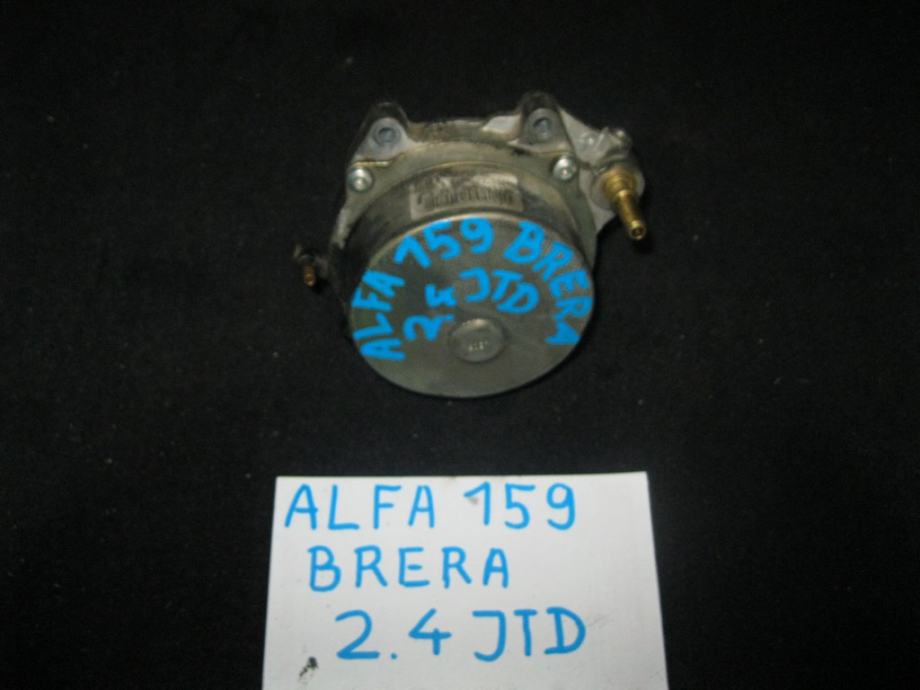 ALFA 159 BRERA
2.4 JTD
ALFA 159
BRERA
2.4 JTD